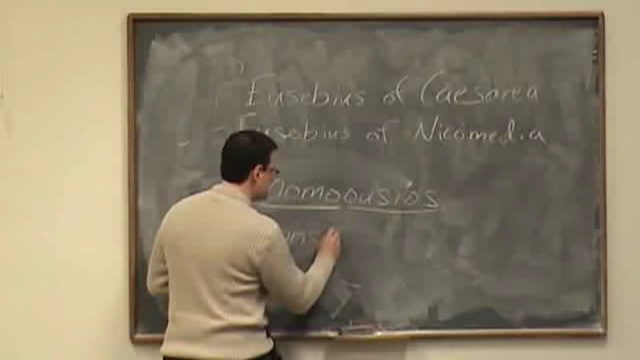 Eusebius of Caesarea
Eusebius of Nicomedia
homoousios